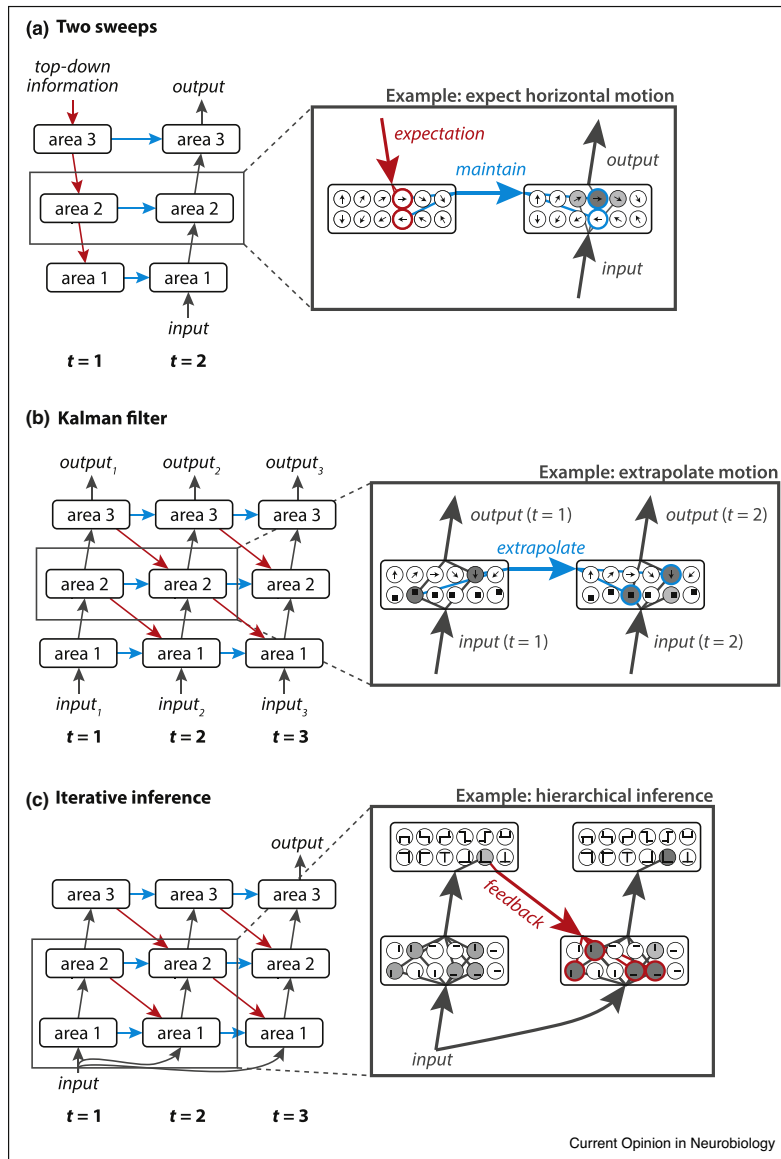 (a) Two sweeps
top-down
information
output
area 3
area 3
area 2
area 2
area 1
area 1
input
t = 1
t = 2
Example: expect horizontal motion
expectation
maintain
output
input
(b) Kalman filter
output1
output2
output3
area 3
area 3
area 3
area 2
area 2
area 2
area 1
area 1
area 1
input1
input2
input3
t = 1
t = 2
t = 3
Example: extrapolate motion
output (t = 1)
output (t = 2)
extrapolate
input (t = 1)
input (t = 2)
(c) Iterative inference
output
area 3
area 3
area 3
area 2
area 2
area 2
area 1
area 1
area 1
input
t = 1
t = 2
t = 3
Example: hierarchical inference
feedback
input
Current Opinion in Neurobiology